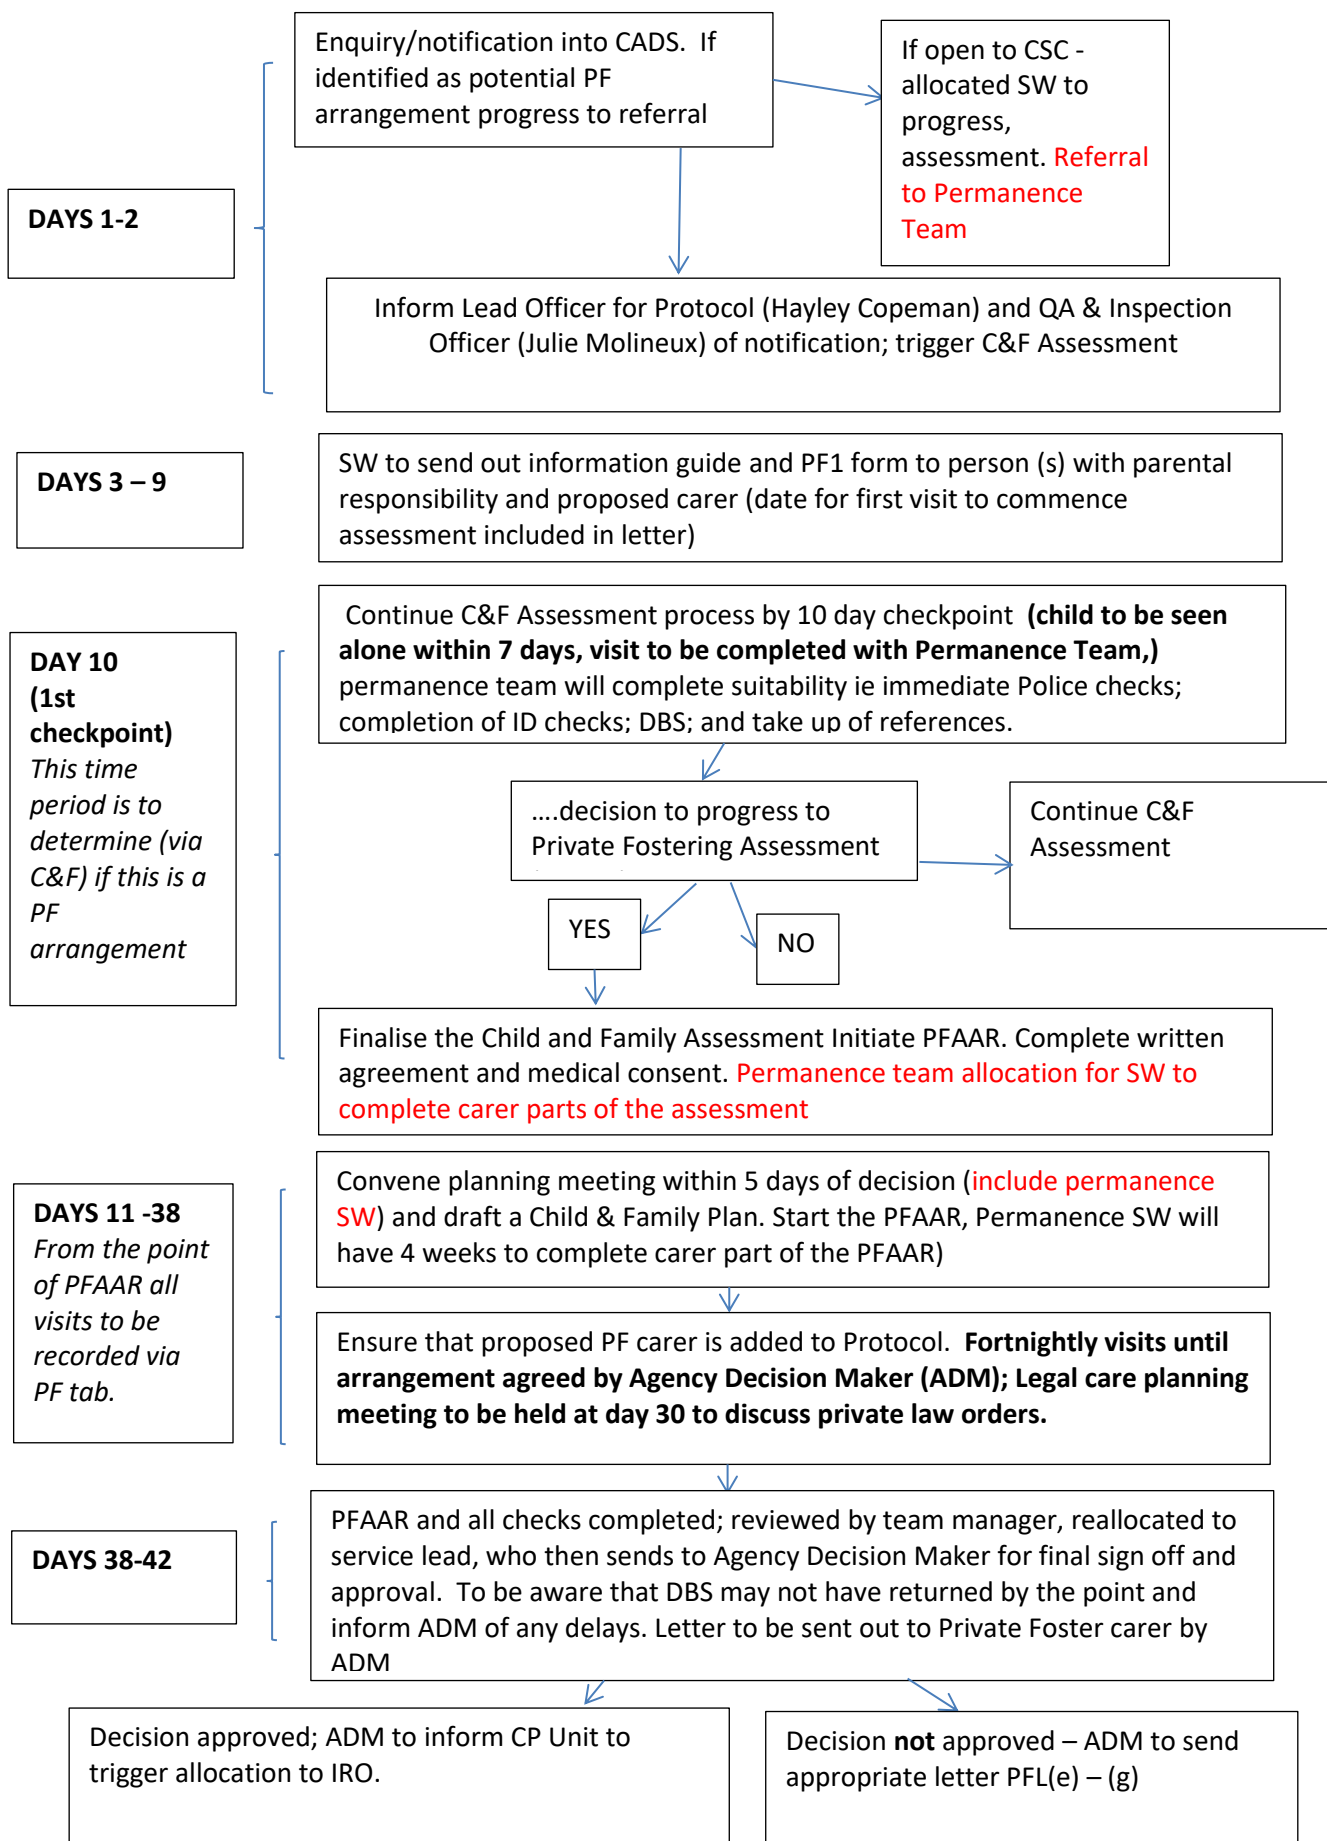 Enquiry/notification into CADS.  If
identified as potential PF
arrangement progress to referral
If open to CSC -
allocated SW to
progress,
assessment. Referral
to Permanence
Team
DAYS 1-2
Inform Lead Officer for Protocol (Hayley Copeman) and QA & Inspection
Officer (Julie Molineux) of notification; trigger C&F Assessment
DAYS 3 – 9
SW to send out information guide and PF1 form to person (s) with parental
responsibility and proposed carer (date for first visit to commence
assessment included in letter)
DAY 10
(1st
checkpoint)
This time
period is to
determine (via
C&F) if this is a
PF
arrangement
Continue C&F Assessment process by 10 day checkpoint  (child to be seen
alone within 7 days, visit to be completed with Permanence Team,)
permanence team will complete suitability ie immediate Police checks;
completion of ID checks; DBS; and take up of references.
….decision to progress to
Private Fostering Assessment
Continue C&F
Assessment
YES
NO
Finalise the Child and Family Assessment Initiate PFAAR. Complete written
agreement and medical consent. Permanence team allocation for SW to
complete carer parts of the assessment
DAYS 11 -38
From the point
of PFAAR all
visits to be
recorded via
PF tab.
Convene planning meeting within 5 days of decision (include permanence
SW) and draft a Child & Family Plan. Start the PFAAR, Permanence SW will
have 4 weeks to complete carer part of the PFAAR)
Ensure that proposed PF carer is added to Protocol.  Fortnightly visits until
arrangement agreed by Agency Decision Maker (ADM); Legal care planning
meeting to be held at day 30 to discuss private law orders.
DAYS 38-42
PFAAR and all checks completed; reviewed by team manager, reallocated to
service lead, who then sends to Agency Decision Maker for final sign off and
approval.  To be aware that DBS may not have returned by the point and
inform ADM of any delays. Letter to be sent out to Private Foster carer by
ADM
Decision approved; ADM to inform CP Unit to
trigger allocation to IRO.
Decision not approved – ADM to send
appropriate letter PFL(e) – (g)